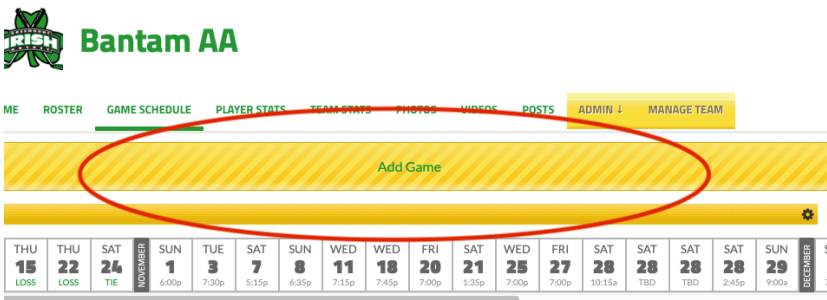 IRISH
Bantam AA
ME ROSTER GAME SCHEDULE PLAYER STATS TEAM STATS PHOTOS VIDEOS POSTS ADMIN ↓ MANAGE TEAM
Add Game
THU THU SAT NOVEMBER SUN TUE SAT SUN WED WED FRI SAT WED FRI SAT SAT SAT SAT SUN DECEMBER
15 22 24 1 3 7 8 11 18 20 21 25 27 28 28 28 28 29
LOSS LOSS TIE 6:00p 7:30p 5:15p 6:35p 7:15p 7:45p 7:00p 1:35p 7:00p 7:00p 10:15a TBD TBD 2:45p 9:00a